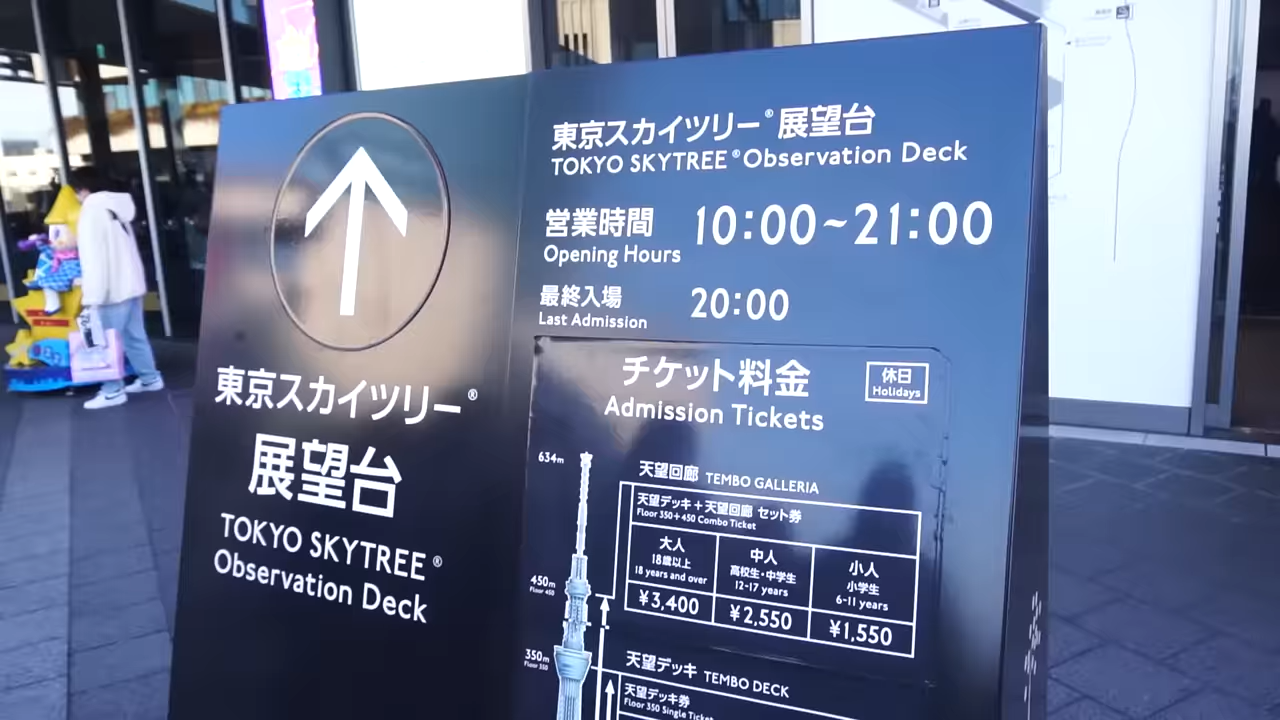 東京スカイツリー®
展望台
TOKYO SKYTREE®
Observation Deck
東京スカイツリー®展望台
TOKYO SKYTREE®Observation Deck
営業時間 10:00~21:00
Opening Hours
最終入場 20:00
Last Admission
チケット料金
Admission Tickets
休日
Holidays
634m
天望回廊 TEMBO GALLERIA
天望デッキ+天望回廊 セット券
Floor 350+450 Combo Ticket
大人
18歳以上
18 years and over
¥3,400
中人
高校生・中学生
12-17 years
¥2,550
小人
小学生
6-11 years
¥1,550
450m
Floor 450
350m
Floor 350
天望デッキ TEMBO DECK
天望デッキ券
Floor 350 Single Ticket